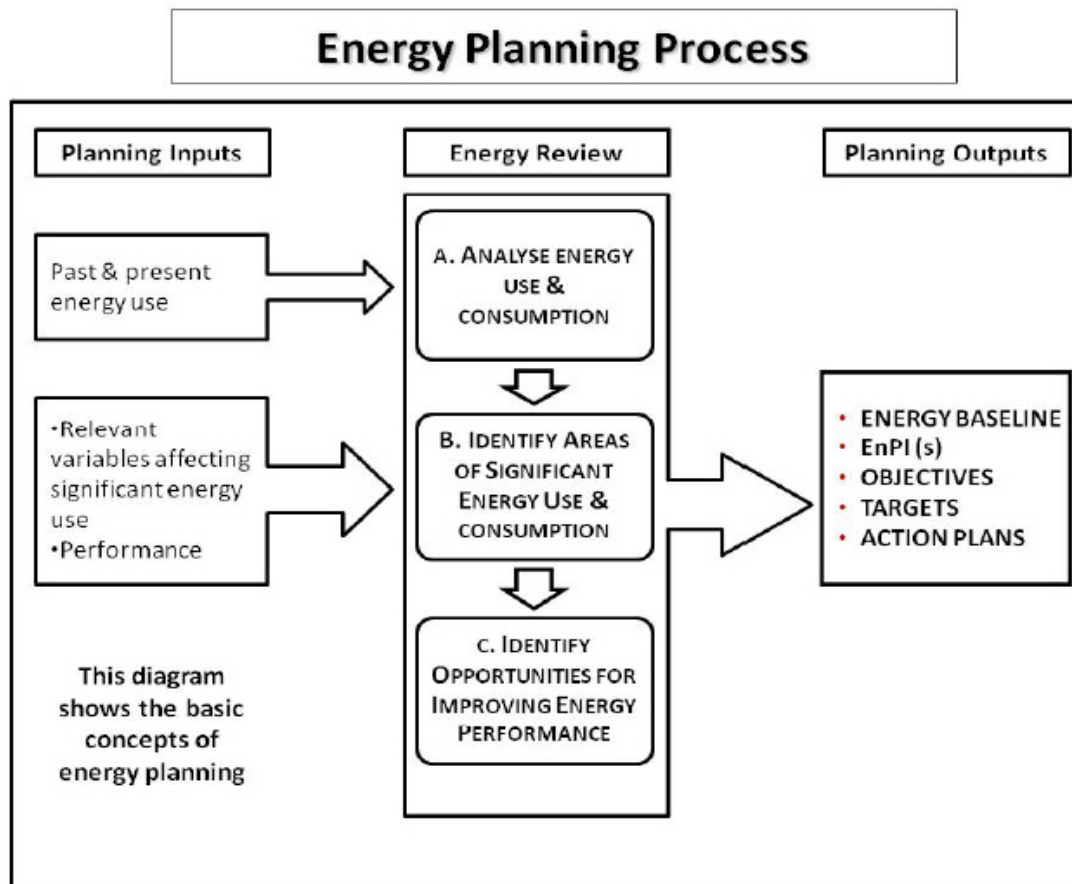 Energy Planning Process
Planning Inputs
Energy Review
Planning Outputs
Past & present
energy use
•Relevant
variables affecting
significant energy
use
•Performance
This diagram
shows the basic
concepts of
energy planning
A. ANALYSE ENERGY
USE &
CONSUMPTION
B. IDENTIFY AREAS
OF SIGNIFICANT
ENERGY USE &
CONSUMPTION
C. IDENTIFY
OPPORTUNITIES FOR
IMPROVING ENERGY
PERFORMANCE
• ENERGY BASELINE
• EnPI (s)
• OBJECTIVES
• TARGETS
• ACTION PLANS